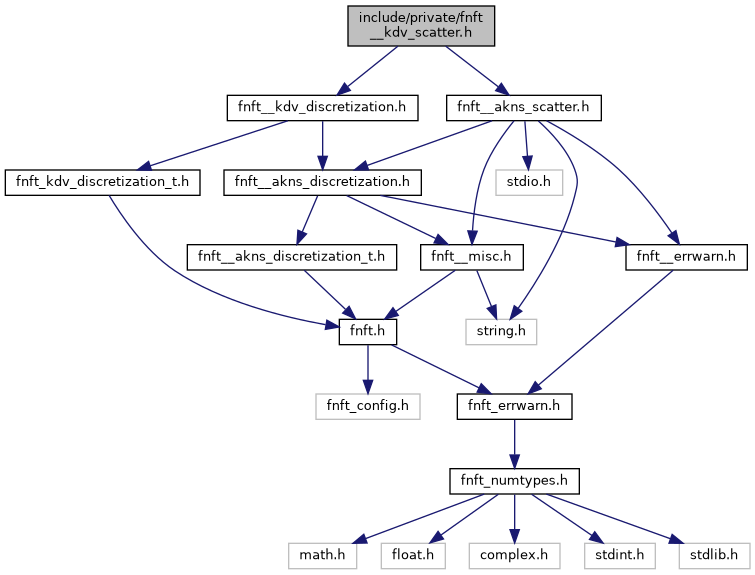 include/private/fnft
__kdv_scatter.h
fnft__kdv_discretization.h
fnft__akns_scatter.h
fnft_kdv_discretization_t.h
fnft__akns_discretization.h
stdio.h
fnft__akns_discretization_t.h
fnft__misc.h
fnft__errwarn.h
fnft.h
string.h
fnft_config.h
fnft_errwarn.h
fnft_numtypes.h
math.h
float.h
complex.h
stdint.h
stdlib.h